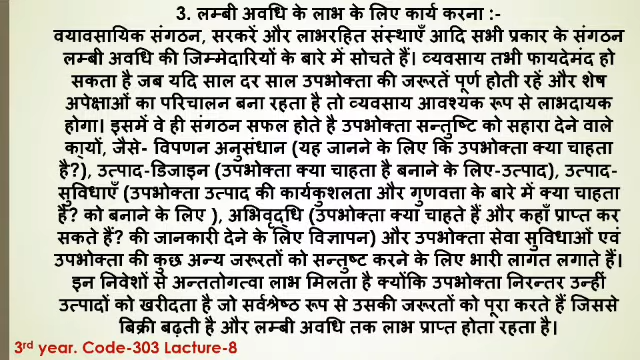 3. लम्बी अवधि के लाभ के लिए कार्य करना :-
वयावसायिक संगठन, सरकरें और लाभरहित संस्थाएँ आदि सभी प्रकार के संगठन
लम्बी अवधि की जिम्मेदारियों के बारे में सोचते हैं। व्यवसाय तभी फायदेमंद हो
सकता है जब यदि साल दर साल उपभोक्ता की जरूरतें पूर्ण होती रहें और शेष
अपेक्षाओं का परिचालन बना रहता है तो व्यवसाय आवश्यक रूप से लाभदायक
होगा। इसमें वे ही संगठन सफल होते है उपभोक्ता सन्तुष्टि को सहारा देने वाले
का्यों, जैसे- विपणन अनुसंधान (यह जानने के लिए कि उपभोक्ता क्या चाहता
है?), उत्पाद-डिजाइन (उपभोक्ता क्या चाहता है बनाने के लिए-उत्पाद), उत्पाद-
सुविधाएँ (उपभोक्ता उत्पाद की कार्यकुशलता और गुणवत्ता के बारे में क्या चाहता
है? को बनाने के लिए ), अभिवृद्धि (उपभोक्ता क्या चाहते हैं और कहाँ प्राप्त कर
सकते हैं? की जानकारी देने के लिए विज्ञापन) और उपभोक्ता सेवा सुविधाओं एवं
उपभोक्ता की कुछ अन्य जरूरतों को सन्तुष्ट करने के लिए भारी लागत लगाते हैं।
इन निवेशों से अन्ततोगत्वा लाभ मिलता है क्योंकि उपभोक्ता निरन्तर उन्हीं
उत्पादों को खरीदता है जो सर्वश्रेष्ठ रूप से उसकी जरूरतों को पूरा करते हैं जिससे
बिक्री बढ़ती है और लम्बी अवधि तक लाभ प्राप्त होता रहता है।
3rd year. Code-303 Lacture-8